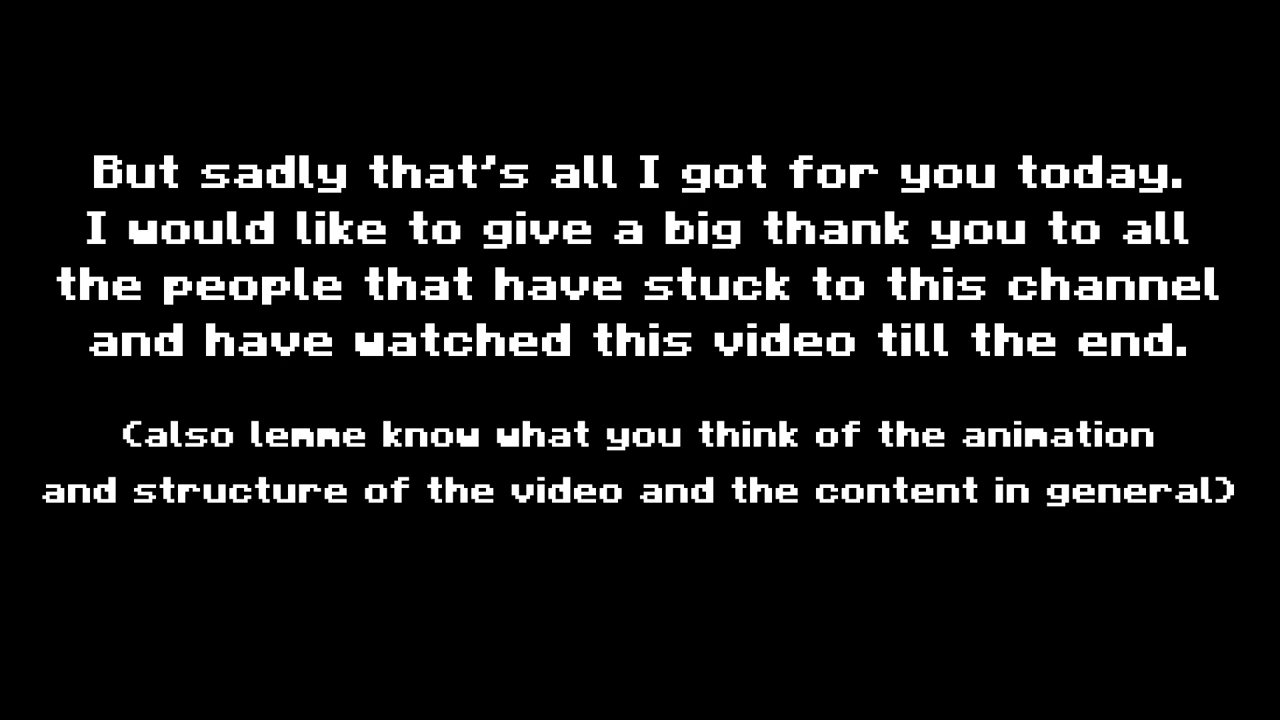 But sadly that's all I got for you today.
I would like to give a big thank you to all
the people that have stuck to this channel
and have watched this video till the end.
(also lemme know what you think of the animation
and structure of the video and the content in general)